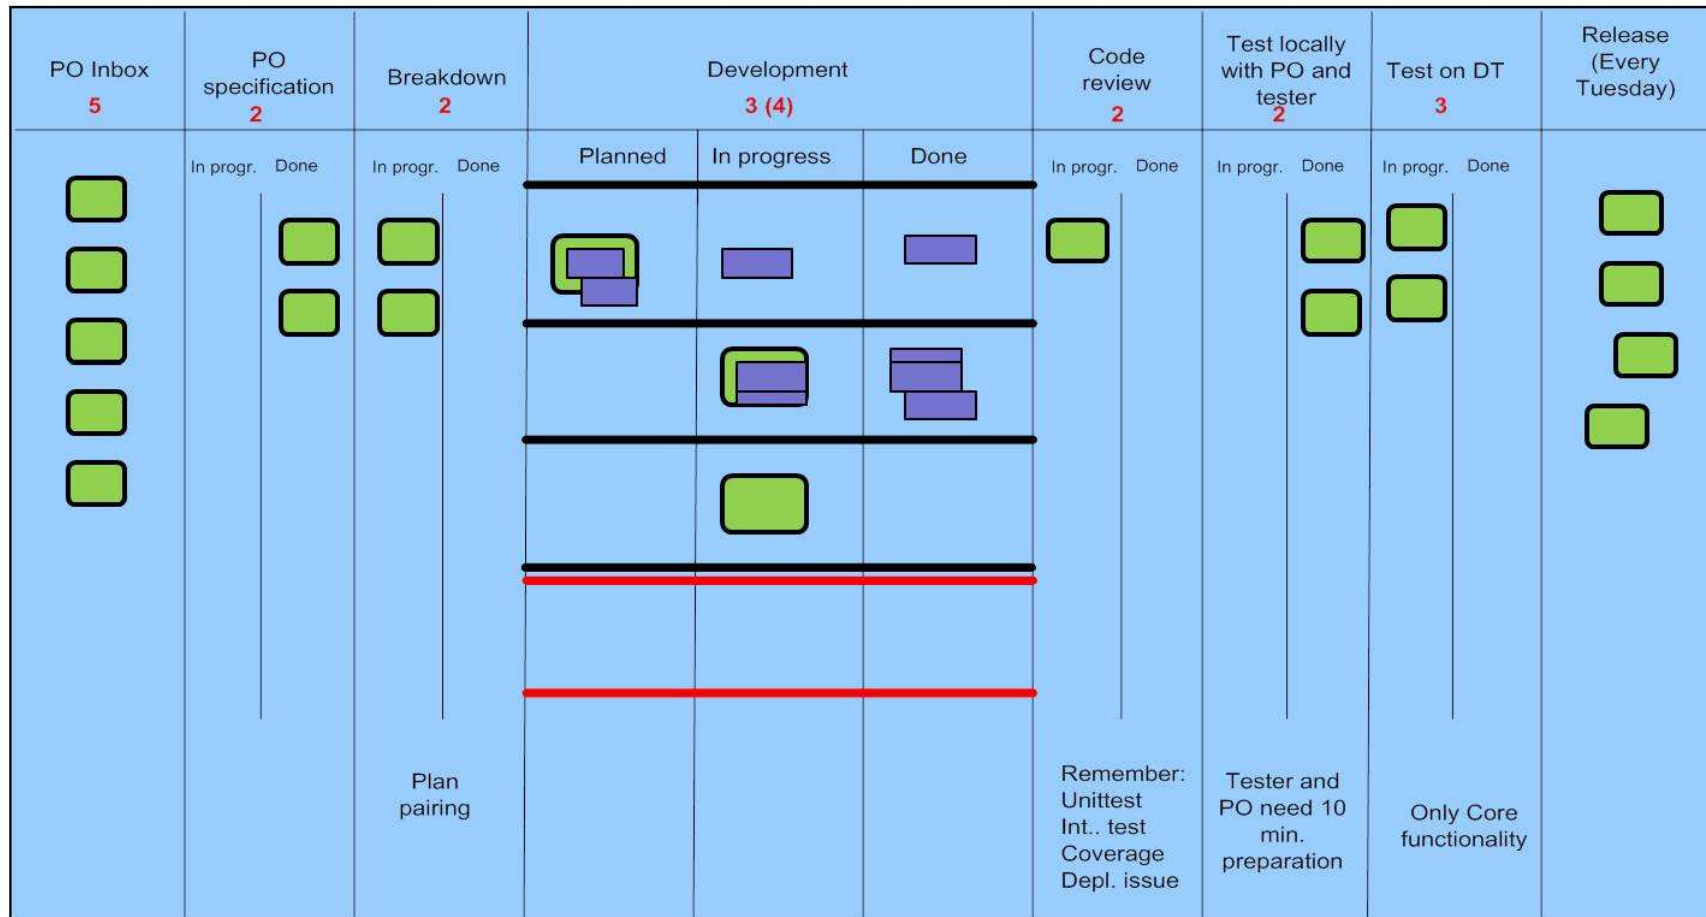 PO Inbox
5
PO
specification
2
Breakdown
2
Development
3 (4)
Code
review
2
Test locally
with PO and
tester
2
Test on DT
3
Release
(Every
Tuesday)
In progr. Done
In progr. Done
Planned
In progress
Done
In progr. Done
In progr. Done
In progr. Done
Plan
pairing
Remember:
Unittest
Int.. test
Coverage
Depl. issue
Tester and
PO need 10
min.
preparation
Only Core
functionality